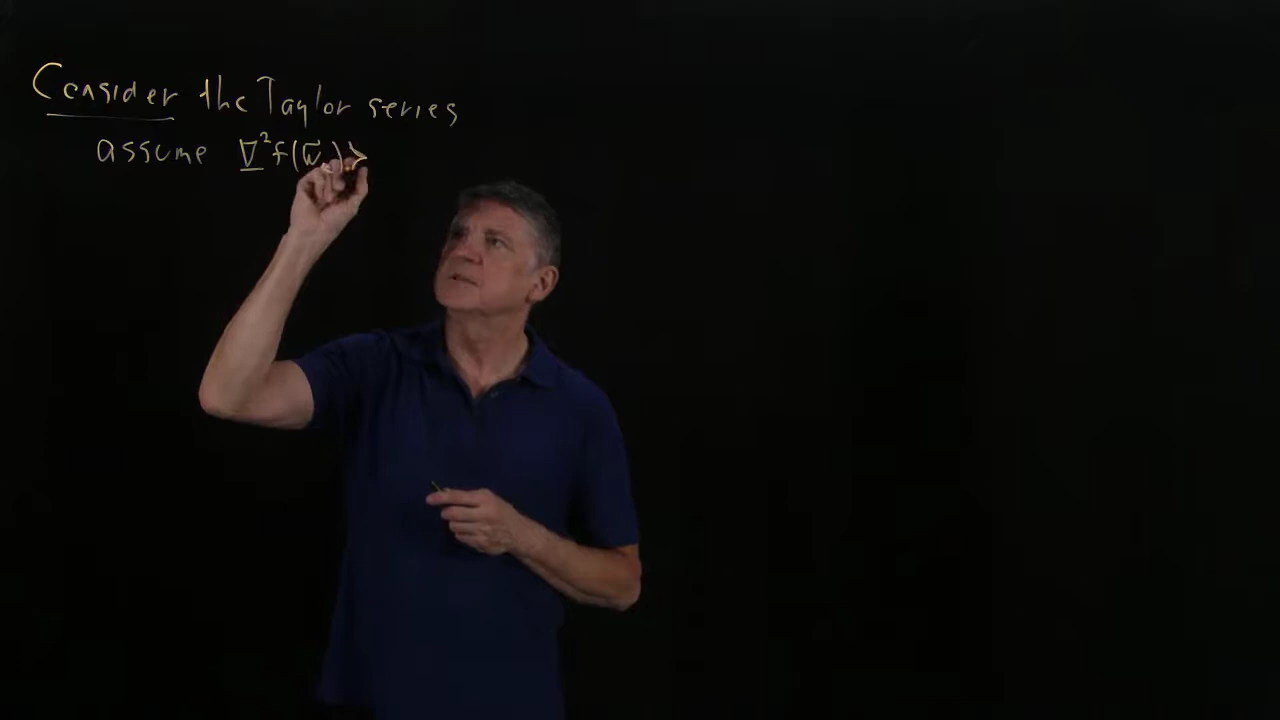 Consider the Taylor series
assume ∇²f(w̄) >